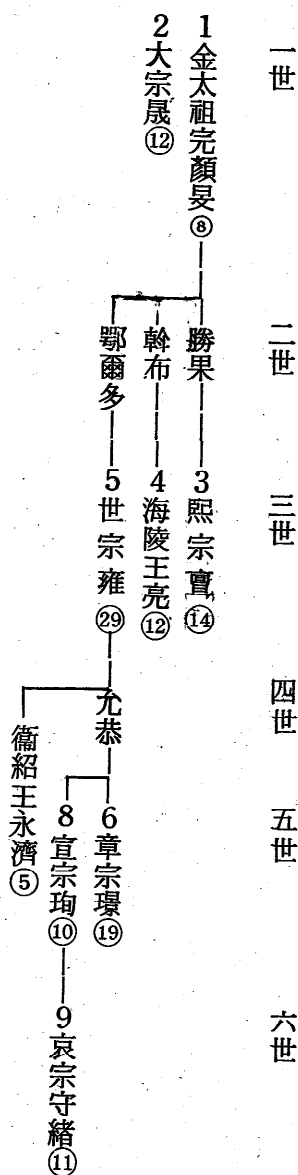 一世
1金太祖完顏旻⑧
2大宗晟⑫
二世
勝果
斡布
鄂爾多
三世
3熙宗亶⑭
4海陵王亮⑫
5世宗雍㉙
四世
允恭
衞紹王永濟⑤
五世
6章宗璟⑲
8宣宗珣⑩
六世
9哀宗守緒⑪